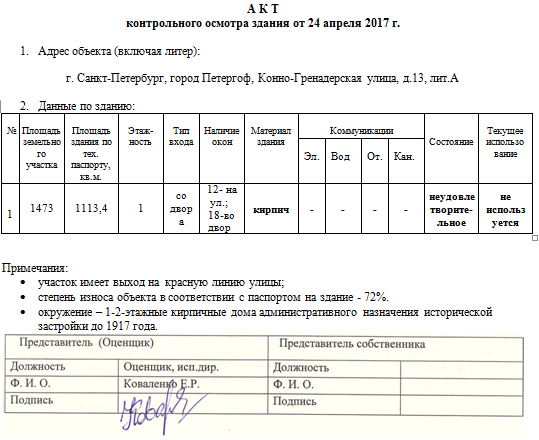 А К Т
контрольного осмотра здания от 24 апреля 2017 г.
1. Адрес объекта (включая литер):
г. Санкт-Петербург, город Петергоф, Конно-Гренадерская улица, д.13, лит.А
2. Данные по зданию:
№ Площадь земельно го участка Площадь здания по тех. паспорту, кв.м. Этаж- ность Тип входа Наличие окон Материал здания Коммуникации Состояние Текущее использо вание
Эл. Вод От. Кан.
1 1473 1113,4 1 со двор а 12- на ул.; 18-во двор кирпич - - - - неудовле творите- льное не использ уется
Примечания:
• участок имеет выход на красную линию улицы;
• степень износа объекта в соответствии с паспортом на здание - 72%.
• окружение – 1-2-этажные кирпичные дома административного назначения исторической
застройки до 1917 года.
Представитель (Оценщик) Представитель собственника
Должность Оценщик, исп.дир. Должность
Ф. И. О. Коваленко Е.Р. Ф. И. О.
Подпись Подпись